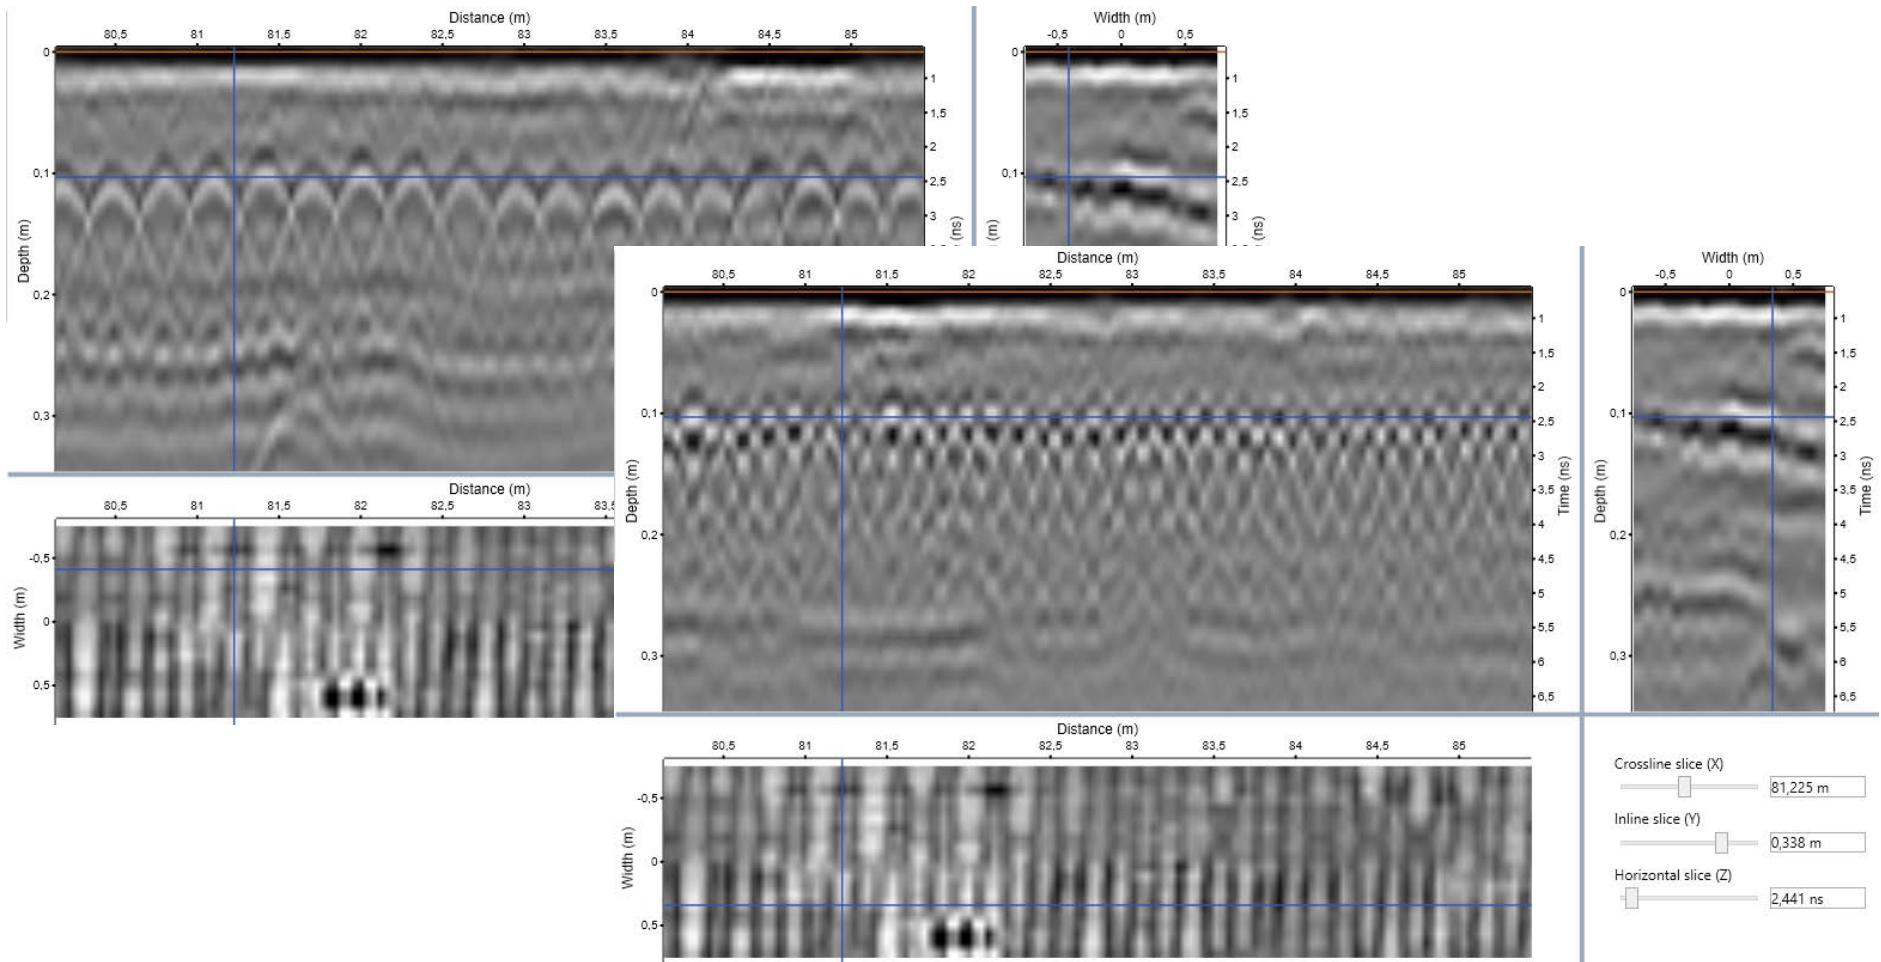 Distance (m)
80,5 81 81,5 82 82,5 83 83,5 84 84,5 85
Width (m)
-0,5 0 0,5
0
0,1
0,2
0,3
Depth (m)
1
1,5
2
2,5
3
(ns)
0
0,1
(m)
1
1,5
2
2,5
3
(ns)
Distance (m)
80,5 81 81,5 82 82,5 83 83,5
-0,5
0
0,5
Width (m)
Distance (m)
80,5 81 81,5 82 82,5 83 83,5 84 84,5 85
Width (m)
-0,5 0 0,5
0
0,1
0,2
0,3
Depth (m)
1
1,5
2
2,5
3
3,5
4
4,5
5
5,5
6
6,5
Time (ns)
0
0,1
0,2
0,3
Depth (m)
1
1,5
2
2,5
3
3,5
4
4,5
5
5,5
6
6,5
Time (ns)
Distance (m)
80,5 81 81,5 82 82,5 83 83,5 84 84,5 85
-0,5
0
0,5
Width (m)
Crossline slice (X)
81,225 m
Inline slice (Y)
0,338 m
Horizontal slice (Z)
2,441 ns